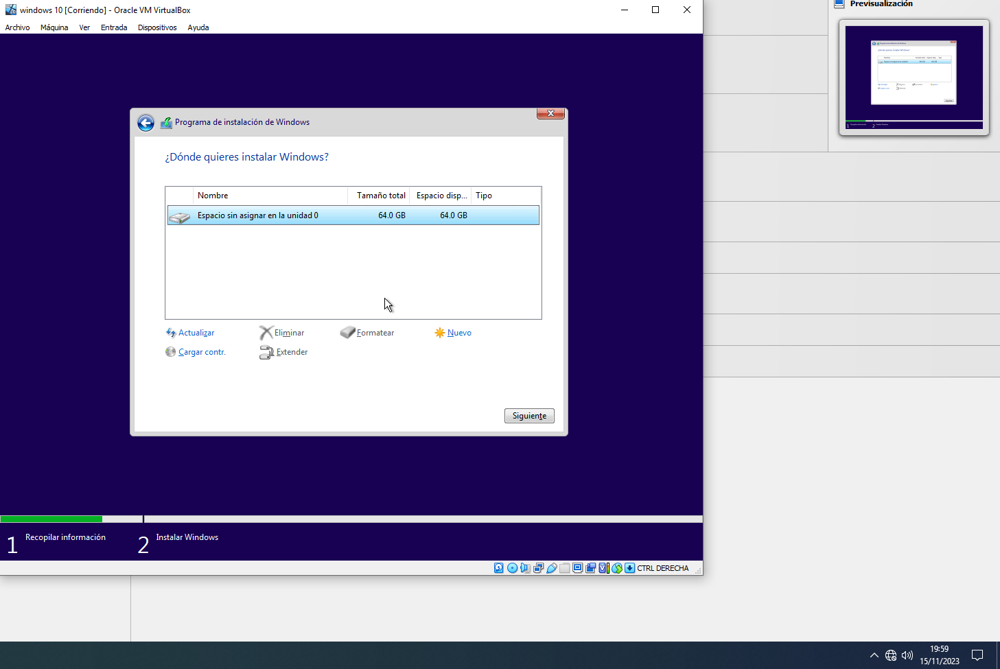 windows 10 [Corriendo] - Oracle VM VirtualBox
Archivo Máquina Ver Entrada Dispositivos Ayuda
Previsualización
Programa de instalación de Windows
¿Dónde quieres instalar Windows?
Nombre Tamaño total Espacio disp... Tipo
Espacio sin asignar en la unidad 0 64.0 GB 64.0 GB
Actualizar Eliminar Formatear Nuevo
Cargar contr. Extender
Siguiente
1 Recopilar información 2 Instalar Windows
CTRL DERECHA
19:59
15/11/2023